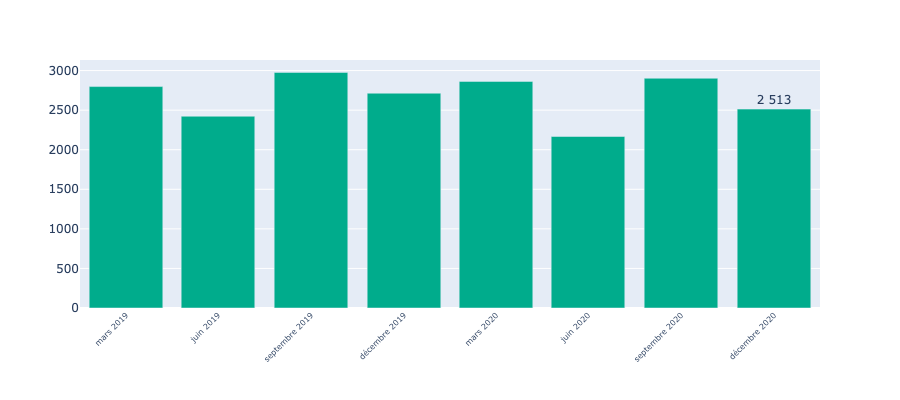 3000
2500
2000
1500
1000
500
0
2 513
mars 2019
juin 2019
septembre 2019
décembre 2019
mars 2020
juin 2020
septembre 2020
décembre 2020